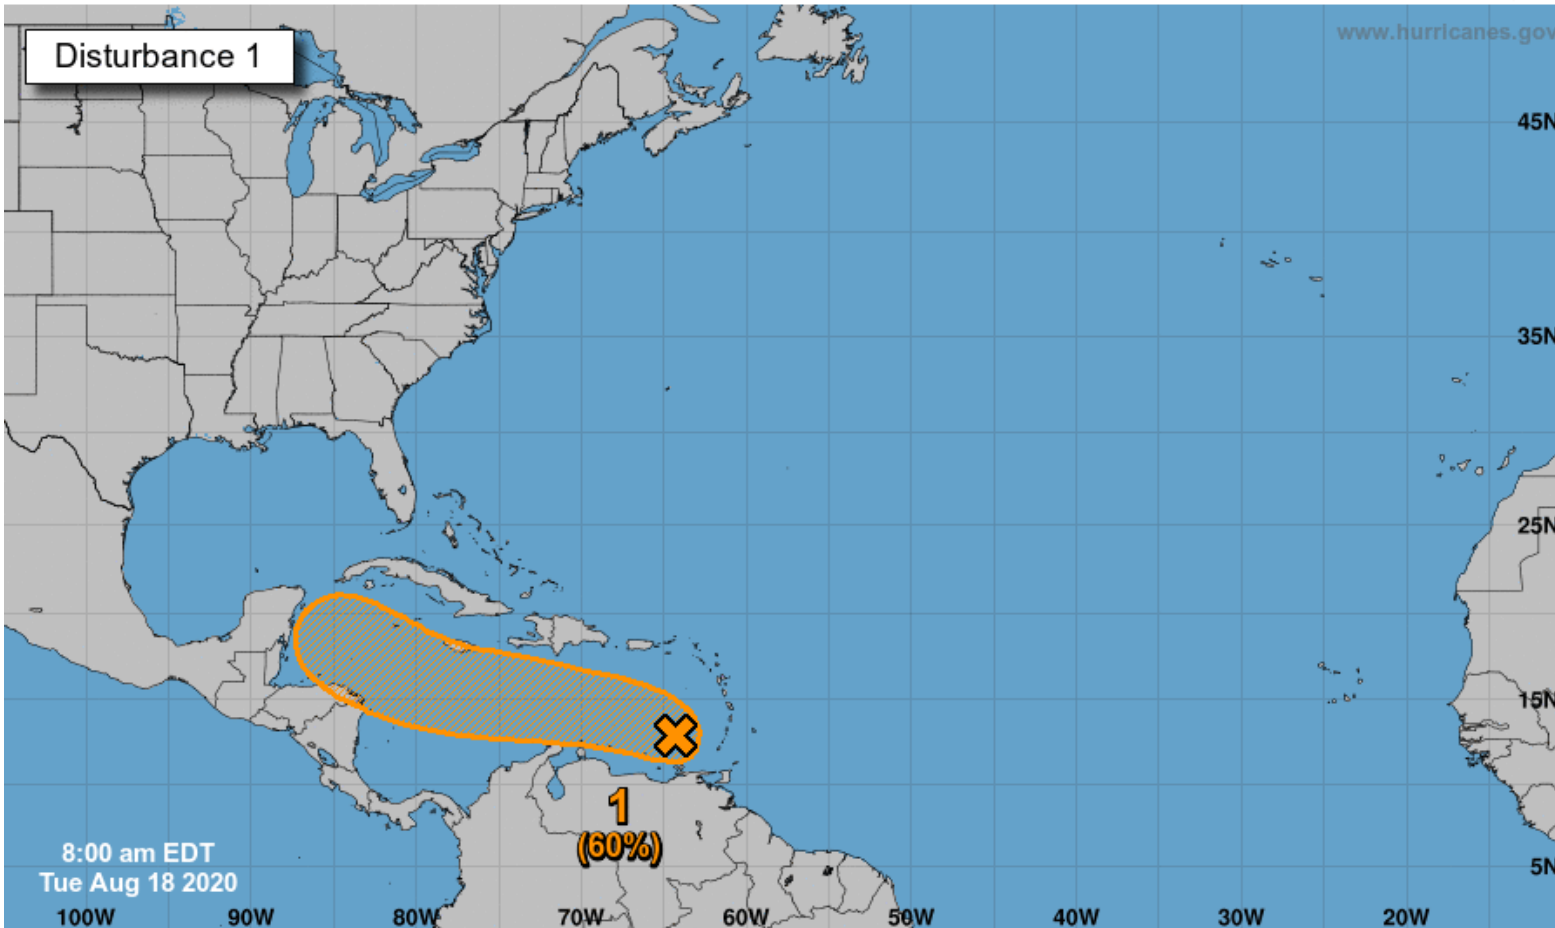 Disturbance 1
www.hurricanes.gov
45N
35N
25N
15N
1
(60%)
8:00 am EDT
Tue Aug 18 2020
5N
100W 90W 80W 70W 60W 50W 40W 30W 20W